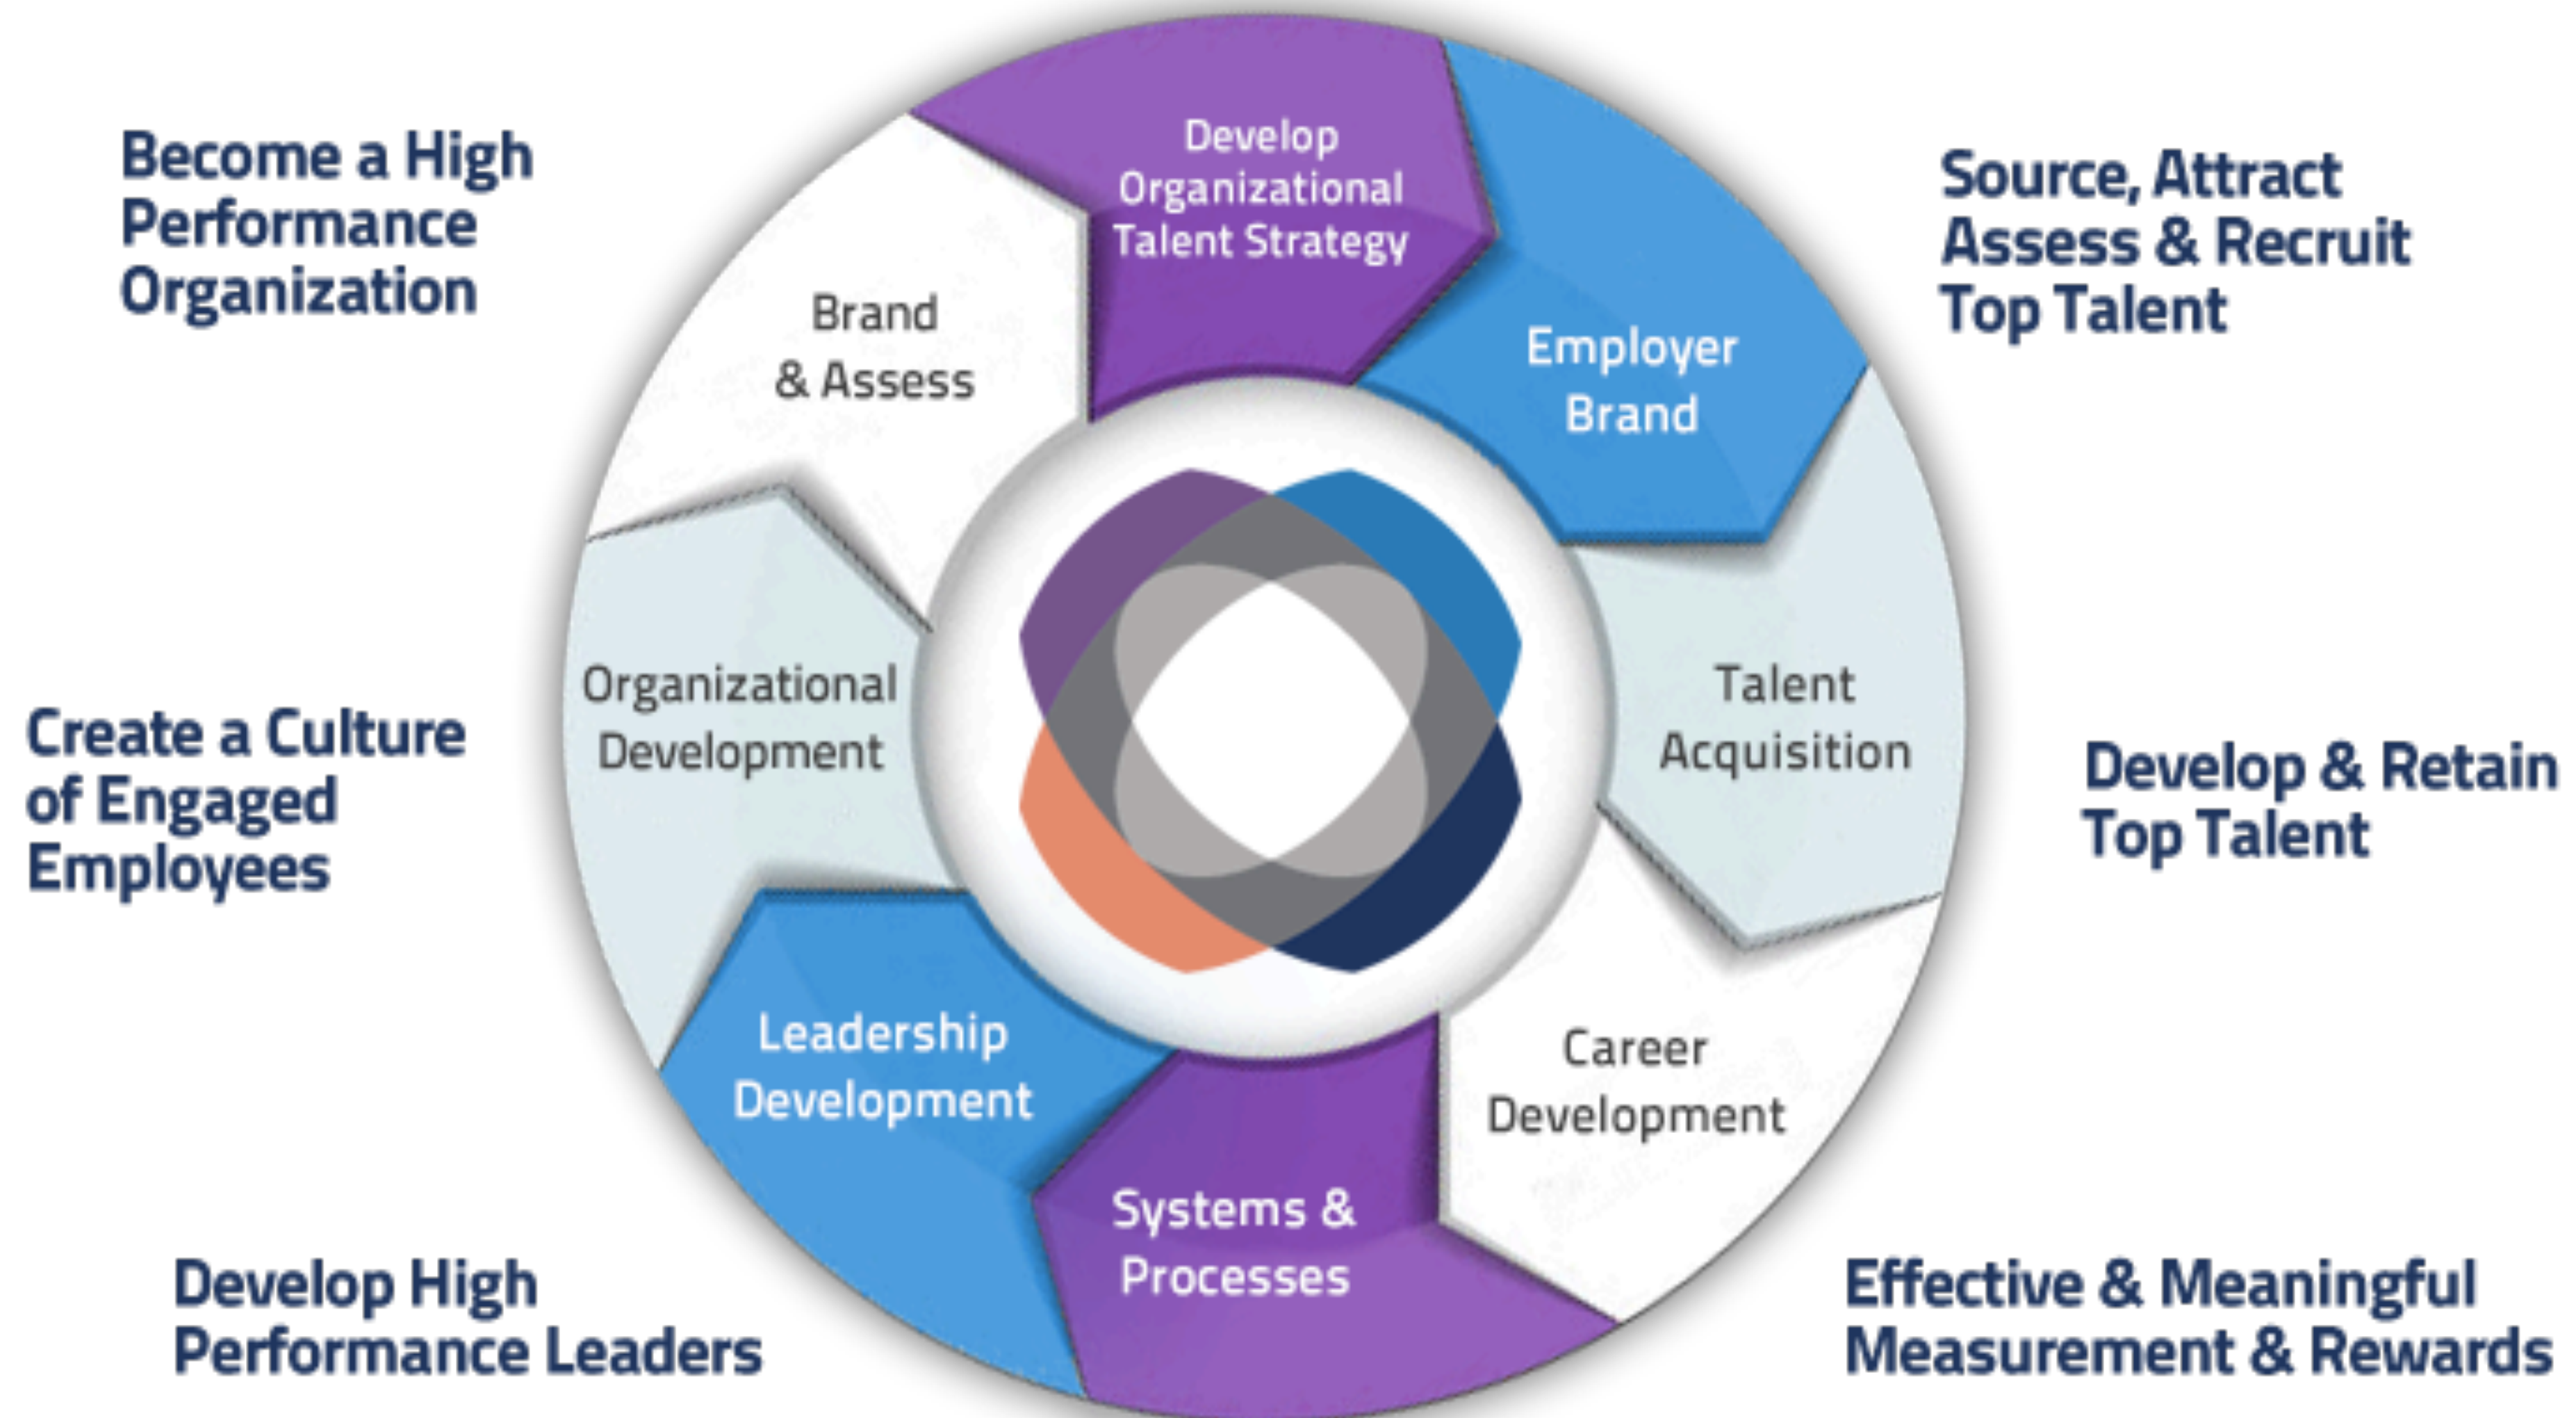 Develop
Organizational
Talent Strategy
Employer
Brand
Talent
Acquisition
Career
Development
Systems &
Processes
Leadership
Development
Organizational
Development
Brand
& Assess
Source, Attract
Assess & Recruit
Top Talent
Develop & Retain
Top Talent
Effective & Meaningful
Measurement & Rewards
Develop High
Performance Leaders
Create a Culture
of Engaged
Employees
Become a High
Performance
Organization